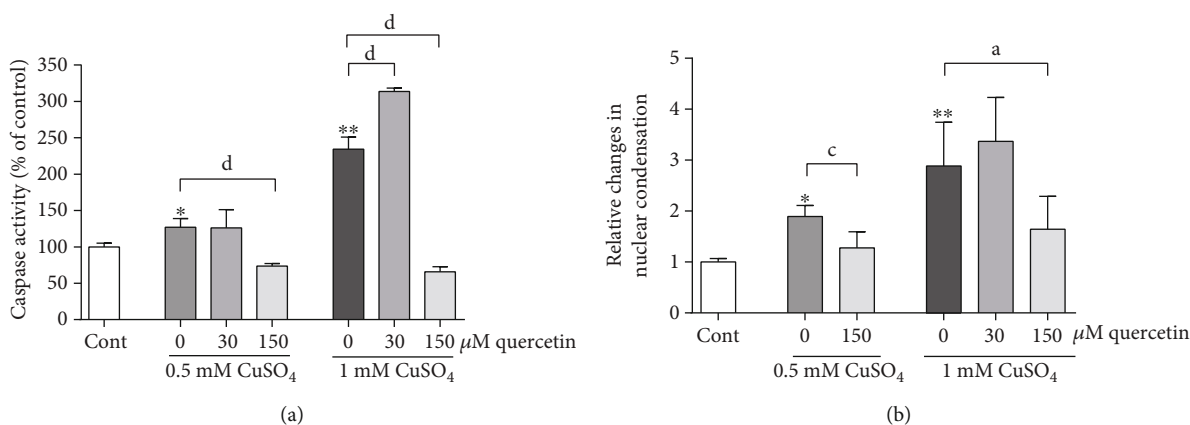 d
d
350
300
250
200
150
100
50
0
Caspase activity (% of control)
d
*
**
Cont
0 30 150
0 30 150 μM quercetin
0.5 mM CuSO₄
1 mM CuSO₄
(a)
5
4
3
2
1
0
Relative changes in
nuclear condensation
a
c
*
**
Cont
0 150
0 30 150 μM quercetin
0.5 mM CuSO₄
1 mM CuSO₄
(b)